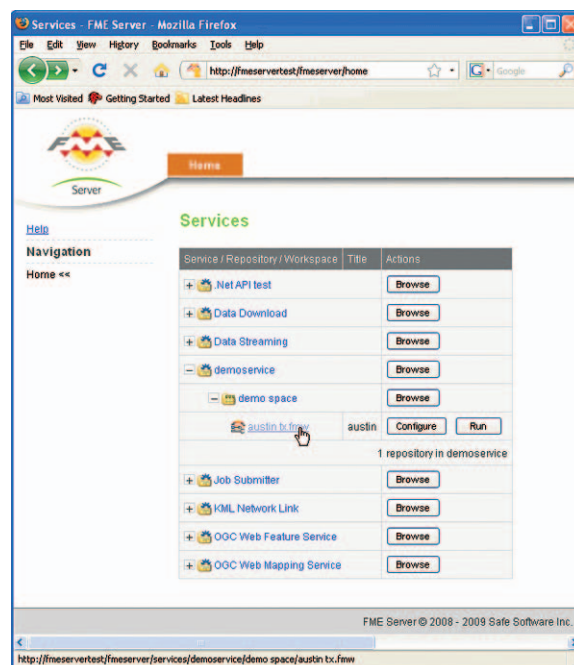 Services - FME Server - Mozilla Firefox
File Edit View History Bookmarks Tools Help
http://fmeservertest/fmeserver/home
G Google
Most Visited Getting Started Latest Headlines
FME
Server
Home
Help
Navigation
Home <<
Services
Service / Repository / Workspace Title Actions
.Net API test Browse
Data Download Browse
Data Streaming Browse
demoservice Browse
demo space Browse
austin tx.fmw austin Configure Run
1 repository in demoservice
Job Submitter Browse
KML Network Link Browse
OGC Web Feature Service Browse
OGC Web Mapping Service Browse
FME Server © 2008 - 2009 Safe Software Inc.
http://fmeservertest/fmeserver/services/demoservice/demo space/austin tx.fmw